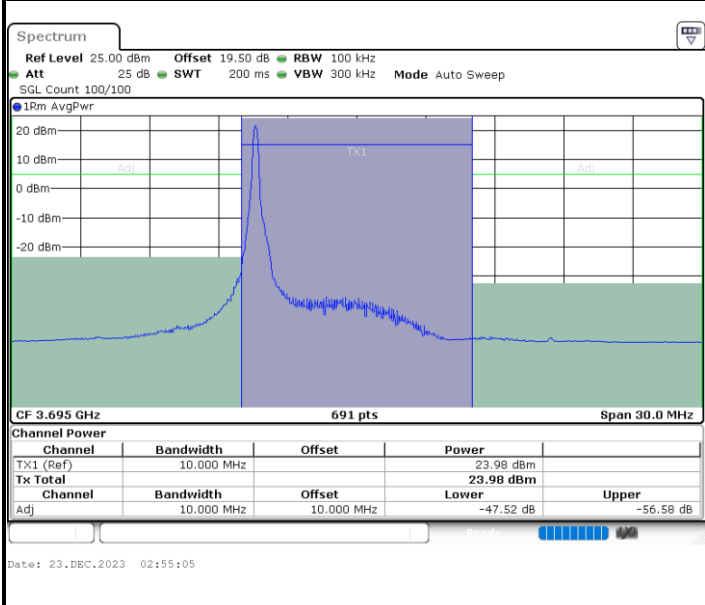 Spectrum
Ref Level 25.00 dBm Offset 19.50 dB RBW 100 kHz
Att 25 dB SWT 200 ms VBW 300 kHz Mode Auto Sweep
SGL Count 100/100
1Rm AvgPwr
20 dBm
TX1
10 dBm
Adj Adj
0 dBm
-10 dBm
-20 dBm
CF 3.695 GHz 691 pts Span 30.0 MHz
Channel Power
Channel Bandwidth Offset Power
TX1 (Ref) 10.000 MHz 23.98 dBm
Tx Total 23.98 dBm
Channel Bandwidth Offset Lower Upper
Adj 10.000 MHz 10.000 MHz -47.52 dB -56.58 dB
Ready
Date: 23.DEC.2023 02:55:05